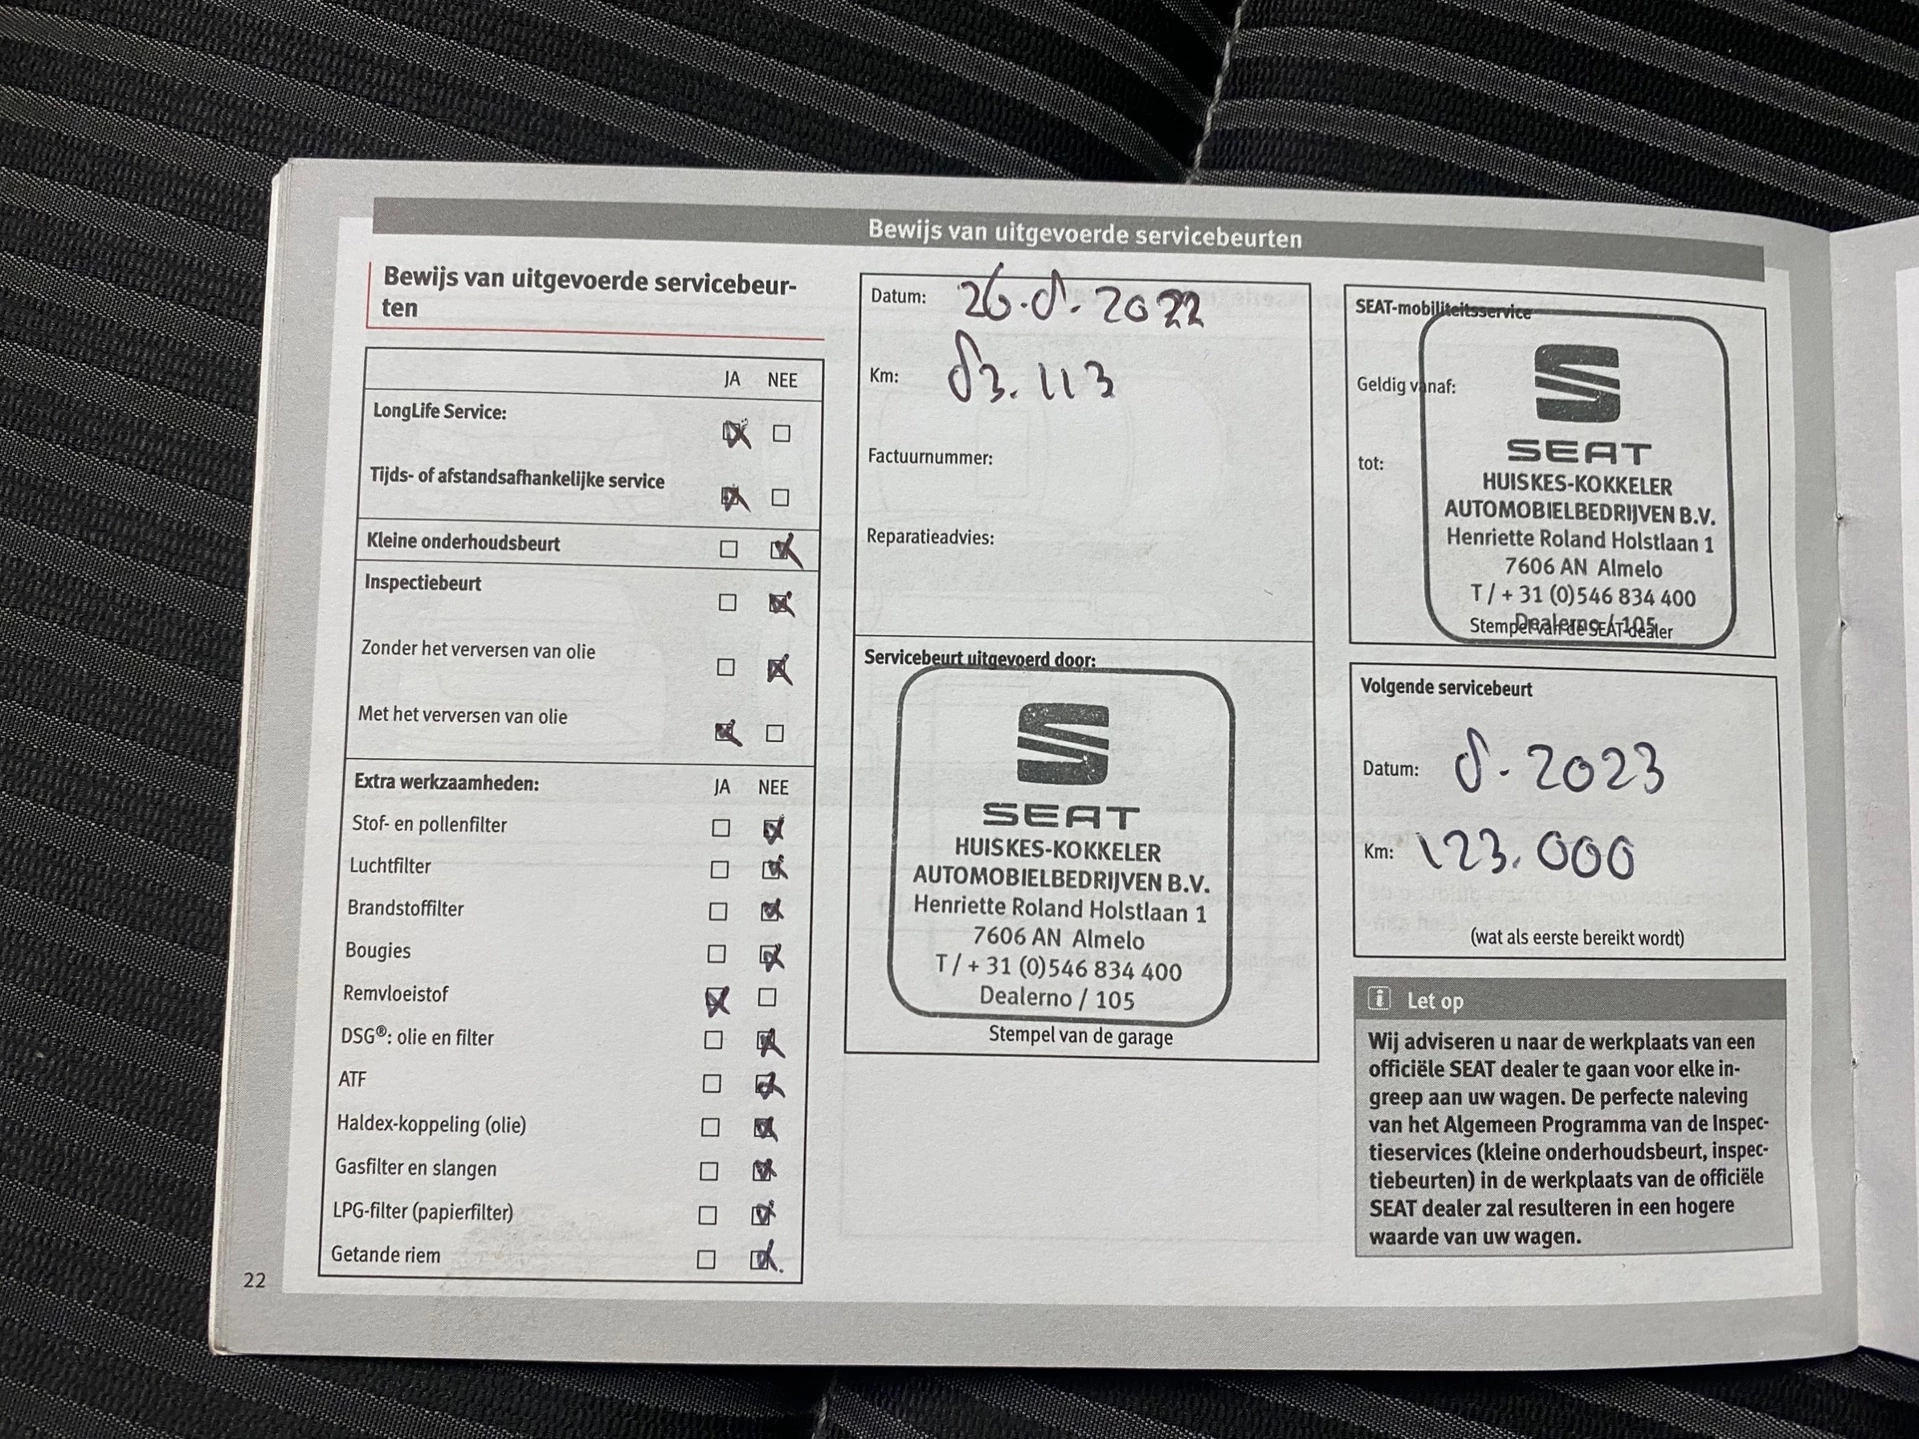 Bewijs van uitgevoerde servicebeurten
Bewijs van uitgevoerde servicebeur-
ten
JA NEE
LongLife Service:
Tijds- of afstandsafhankelijke service
Kleine onderhoudsbeurt
Inspectiebeurt
Zonder het verversen van olie
Met het verversen van olie
Extra werkzaamheden: JA NEE
Stof- en pollenfilter
Luchtfilter
Brandstoffilter
Bougies
Remvloeistof
DSG®: olie en filter
ATF
Haldex-koppeling (olie)
Gasfilter en slangen
LPG-filter (papierfilter)
Getande riem
22
Datum: 26.8.2022
Km: 83.113
Factuurnummer:
Reparatieadvies:
Servicebeurt uitgevoerd door:
SEAT
HUISKES-KOKKELER
AUTOMOBIELBEDRIJVEN B.V.
Henriette Roland Holstlaan 1
7606 AN Almelo
T / + 31 (0)546 834 400
Dealerno / 105
Stempel van de garage
SEAT-mobiliteitsservice
Geldig vanaf:
tot:
SEAT
HUISKES-KOKKELER
AUTOMOBIELBEDRIJVEN B.V.
Henriette Roland Holstlaan 1
7606 AN Almelo
T / + 31 (0)546 834 400
Dealerno / 105
Stempel van de SEAT-dealer
Volgende servicebeurt
Datum: 8-2023
Km: 123.000
(wat als eerste bereikt wordt)
i Let op
Wij adviseren u naar de werkplaats van een
officiële SEAT dealer te gaan voor elke in-
greep aan uw wagen. De perfecte naleving
van het Algemeen Programma van de Inspec-
tieservices (kleine onderhoudsbeurt, inspec-
tiebeurten) in de werkplaats van de officiële
SEAT dealer zal resulteren in een hogere
waarde van uw wagen.